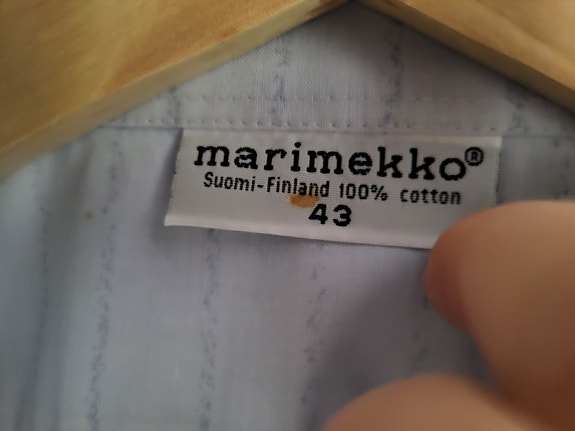 marimekko®
Suomi-Finland 100% cotton
43